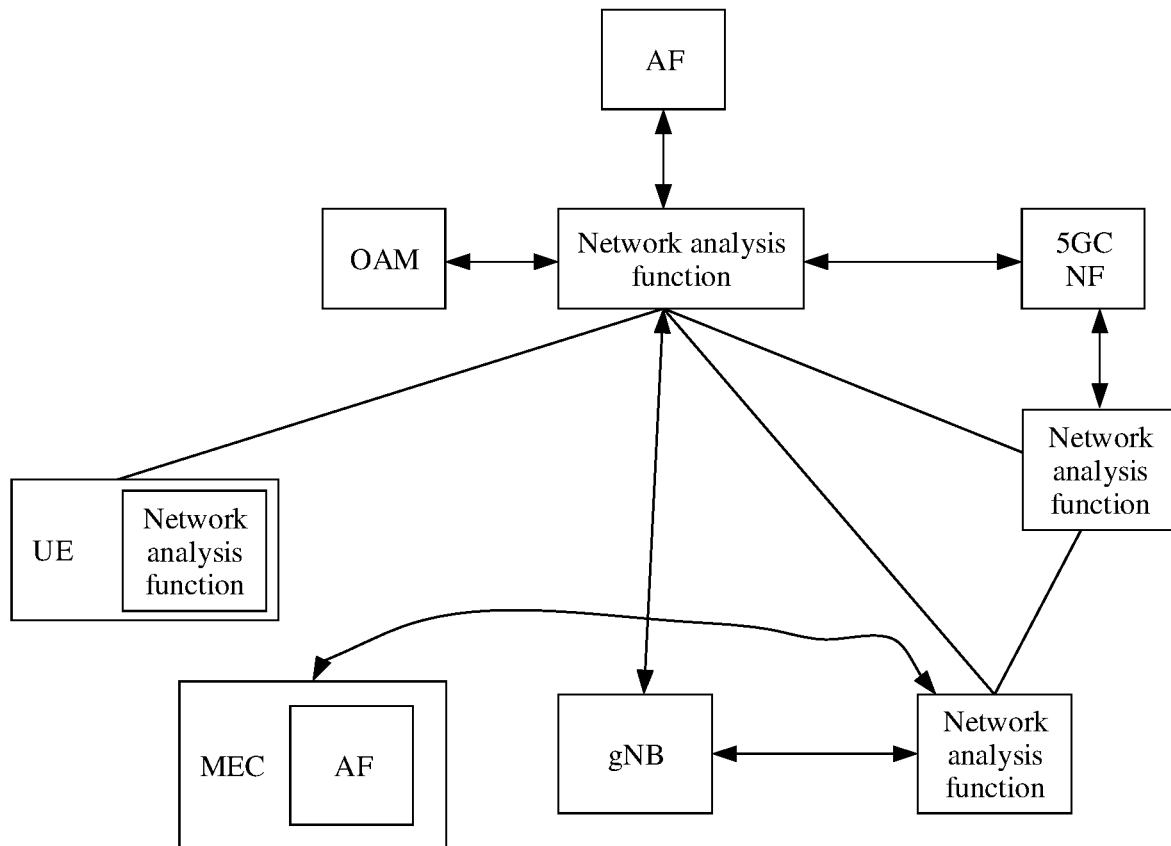 AF
OAM
Network analysis
function
5GC
NF
Network
analysis
function
UE
Network
analysis
function
MEC
AF
gNB
Network
analysis
function